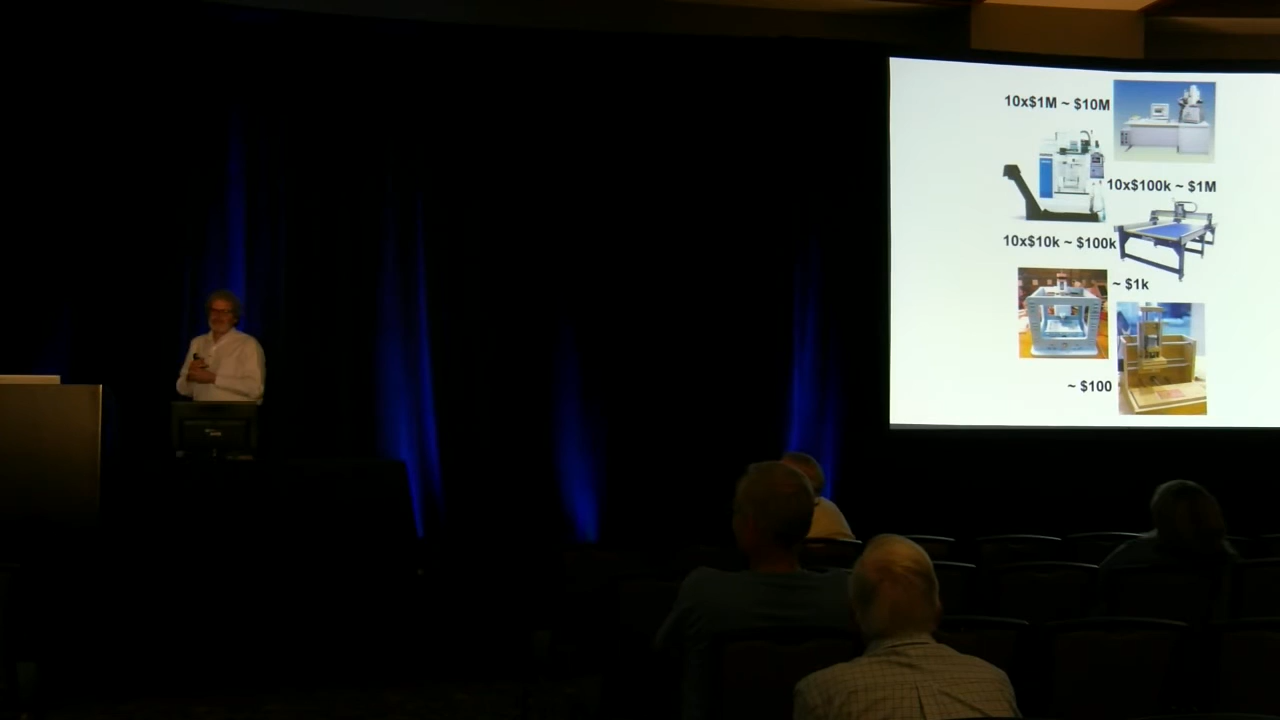 10x$1M ~ $10M
10x$100k ~ $1M
10x$10k ~ $100k
~ $1k
~ $100